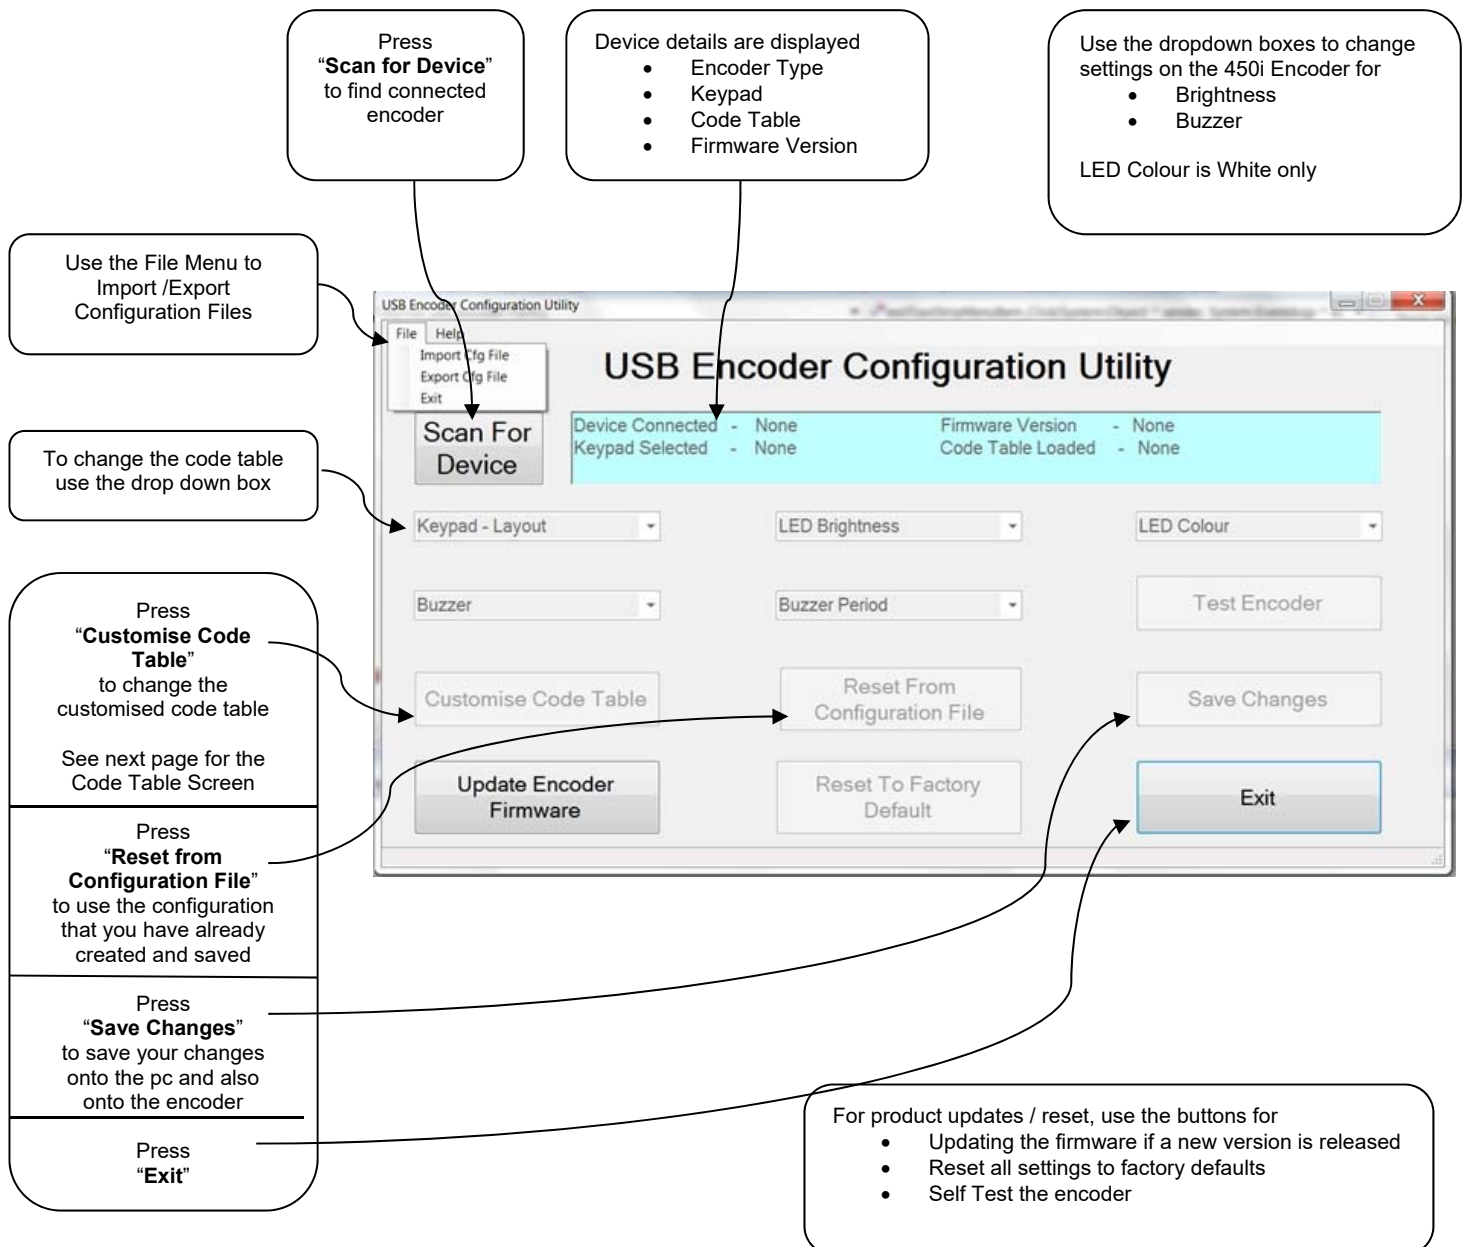 Press
“Scan for Device”
to find connected
encoder
Device details are displayed
• Encoder Type
• Keypad
• Code Table
• Firmware Version
Use the dropdown boxes to change
settings on the 450i Encoder for
• Brightness
• Buzzer
LED Colour is White only
Use the File Menu to
Import /Export
Configuration Files
To change the code table
use the drop down box
Press
“Customise Code
Table”
to change the
customised code table
See next page for the
Code Table Screen
Press
“Reset from
Configuration File”
to use the configuration
that you have already
created and saved
Press
“Save Changes”
to save your changes
onto the pc and also
onto the encoder
Press
“Exit”
USB Encoder Configuration Utility
File Help
Import Cfg File
Export Cfg File
Exit
USB Encoder Configuration Utility
Scan For
Device
Device Connected - None Firmware Version - None
Keypad Selected - None Code Table Loaded - None
Keypad - Layout LED Brightness LED Colour
Buzzer Buzzer Period Test Encoder
Customise Code Table
Reset From
Configuration File
Save Changes
Update Encoder
Firmware
Reset To Factory
Default
Exit
For product updates / reset, use the buttons for
• Updating the firmware if a new version is released
• Reset all settings to factory defaults
• Self Test the encoder